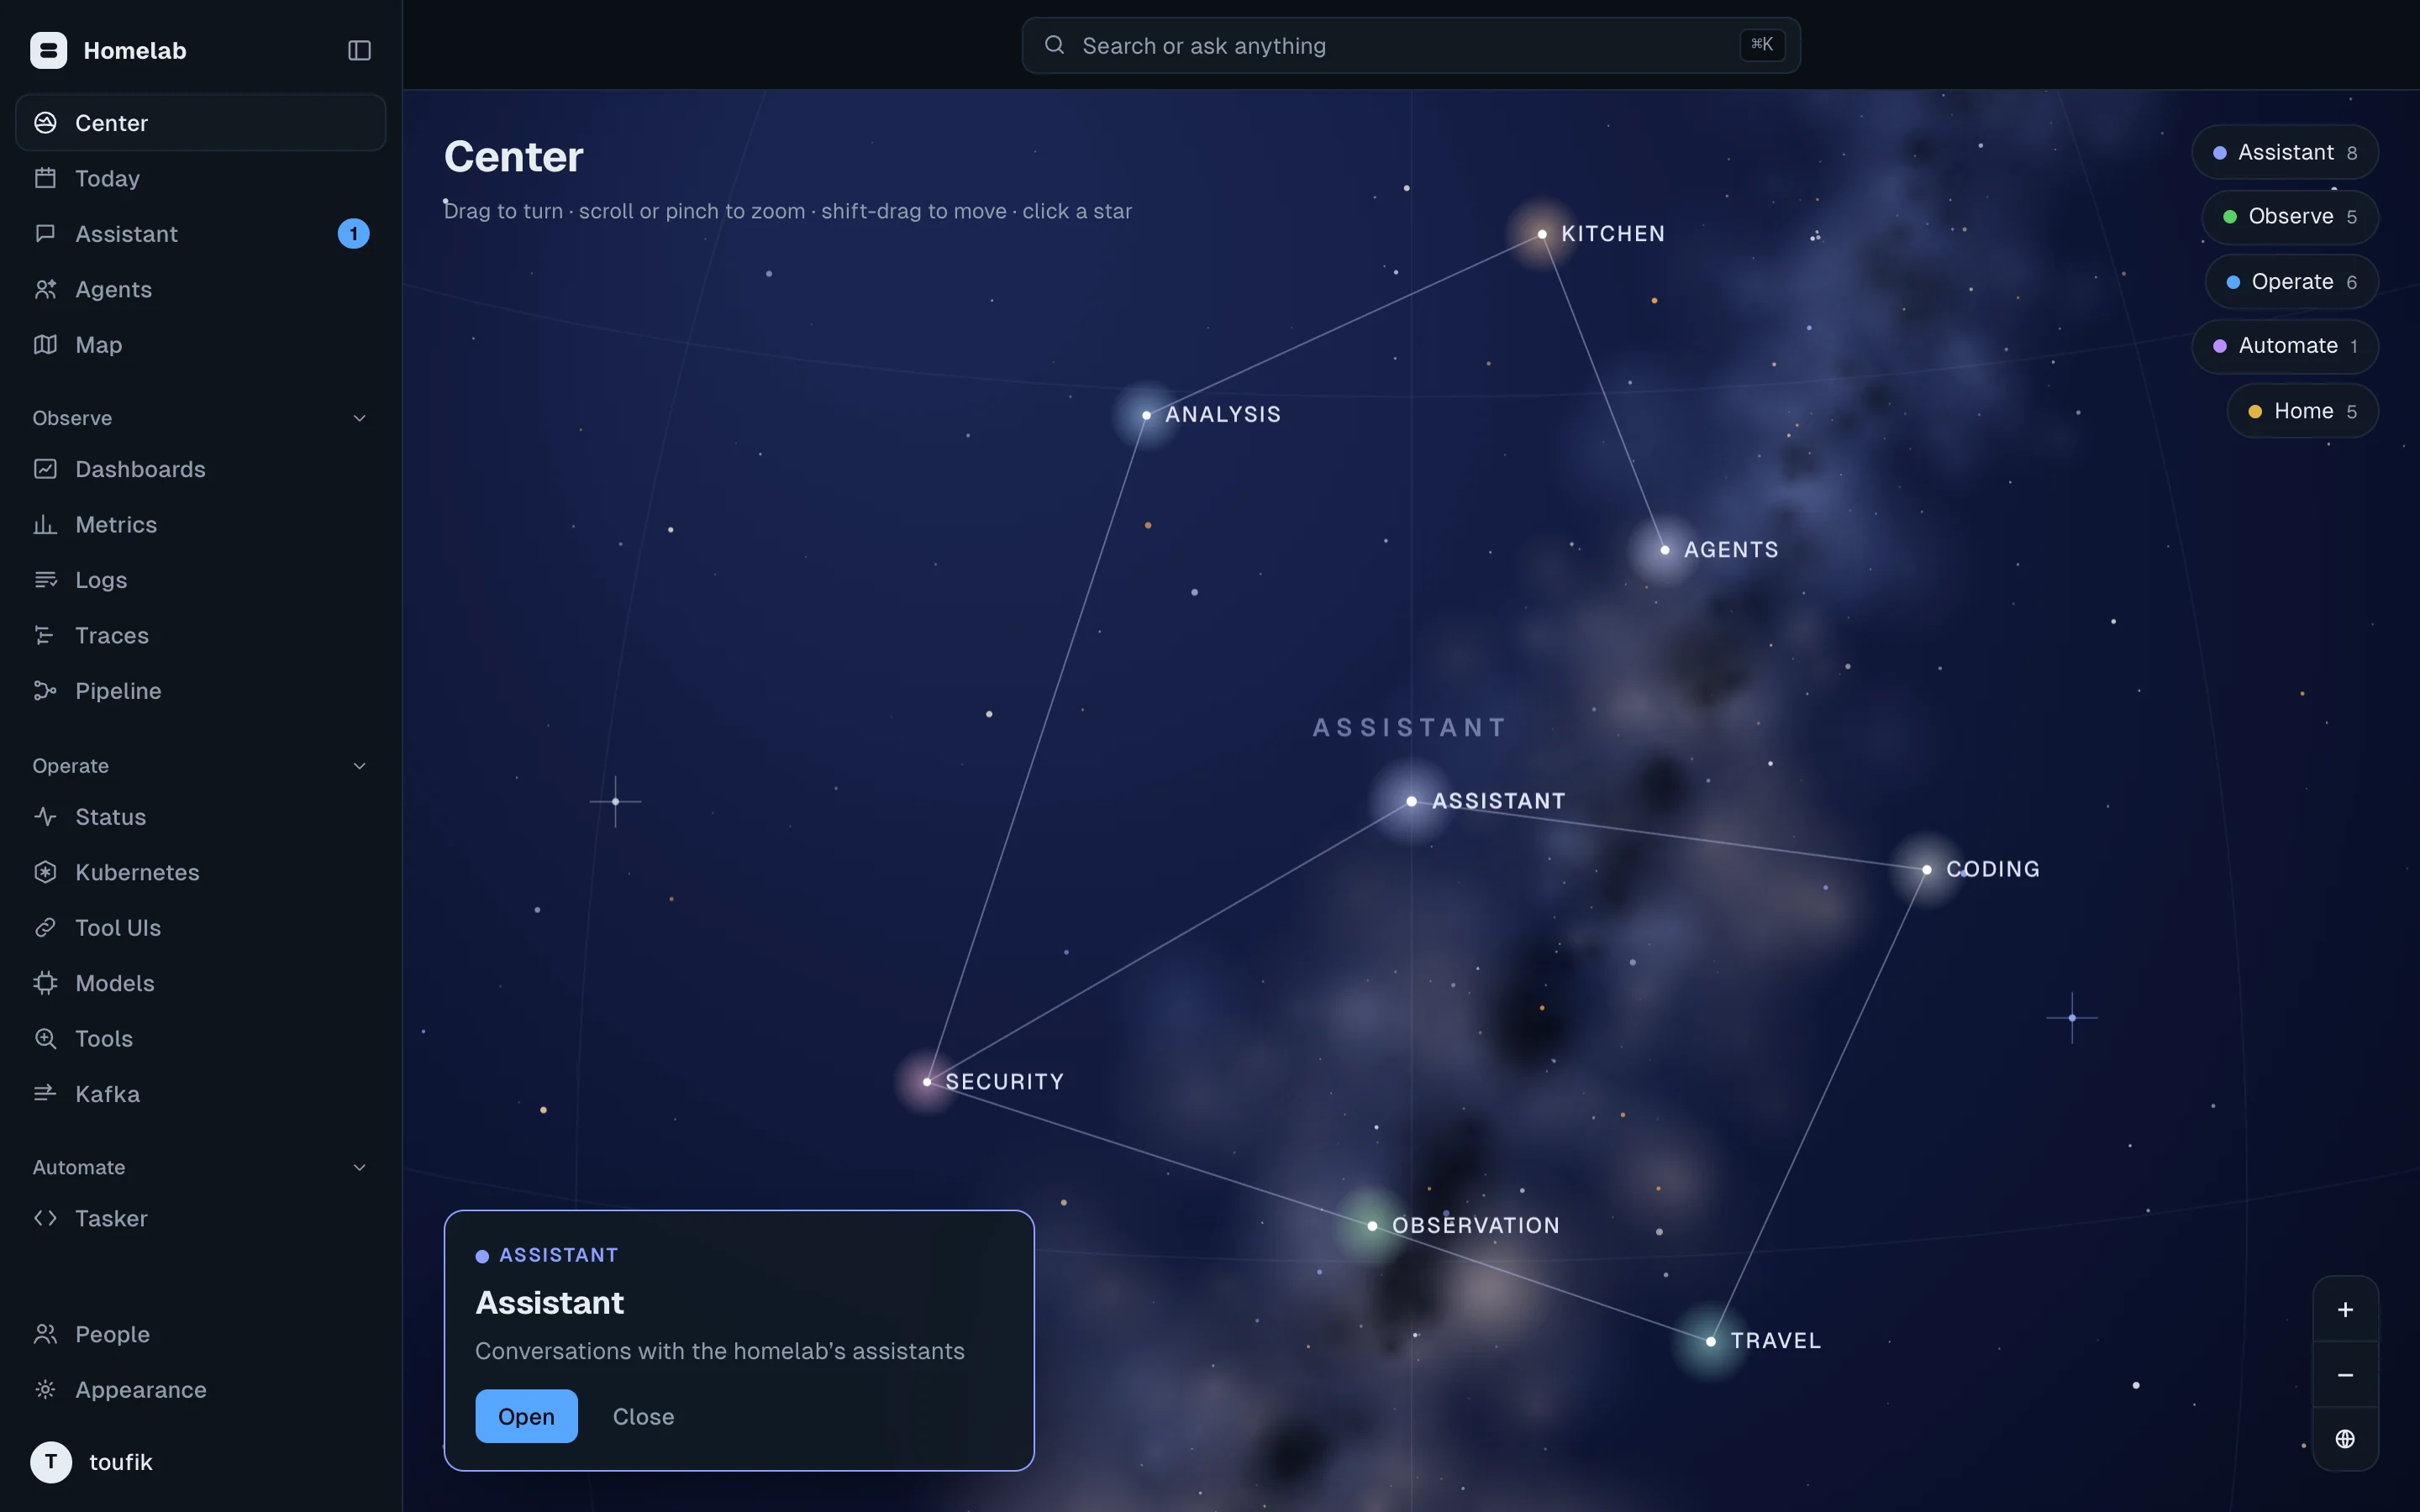 Homelab
Search or ask anything
⌘K
Center
Today
Assistant 1
Agents
Map
Observe
Dashboards
Metrics
Logs
Traces
Pipeline
Operate
Status
Kubernetes
Tool UIs
Models
Tools
Kafka
Automate
Tasker
People
Appearance
T toufik
Center
Drag to turn · scroll or pinch to zoom · shift-drag to move · click a star
Assistant 8
Observe 5
Operate 6
Automate 1
Home 5
KITCHEN
ANALYSIS
AGENTS
ASSISTANT
ASSISTANT
CODING
SECURITY
OBSERVATION
TRAVEL
ASSISTANT
Assistant
Conversations with the homelab’s assistants
Open Close
+
−